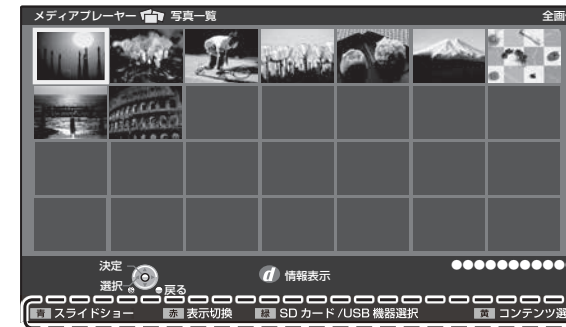 メディアプレーヤー 写真一覧 全画
決定
選択 戻る
d 情報表示
青 スライドショー 赤 表示切換 緑 SD カード /USB 機器選択 黄 コンテンツ選